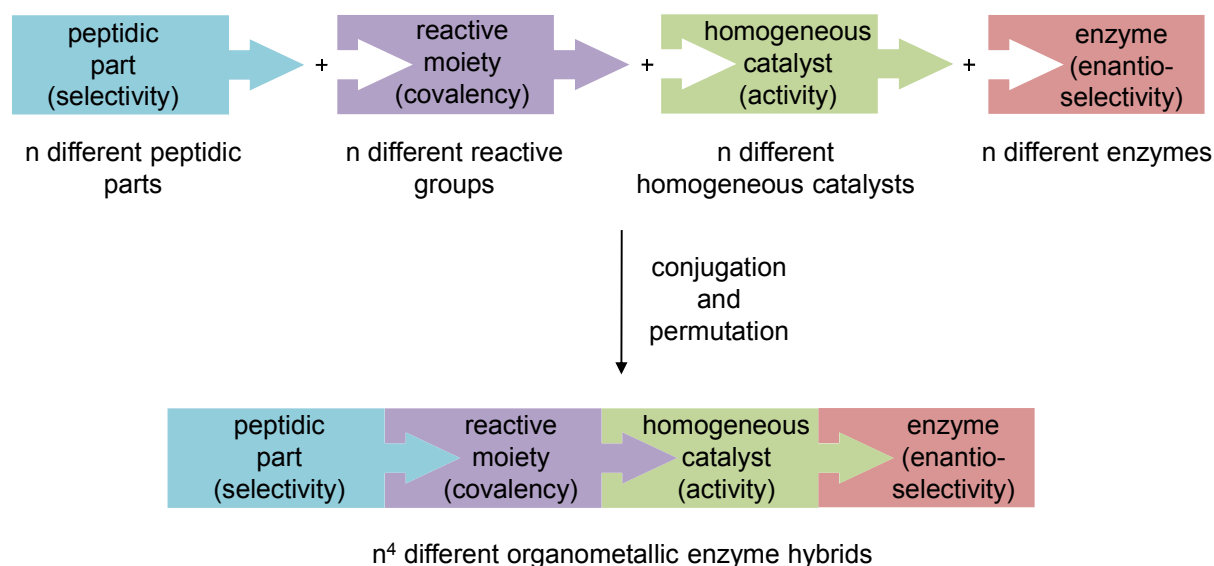 peptidic
part
(selectivity)
+
reactive
moiety
(covalency)
+
homogeneous
catalyst
(activity)
+
enzyme
(enantio-
selectivity)
n different peptidic
parts
n different reactive
groups
n different
homogeneous catalysts
n different enzymes
conjugation
and
permutation
peptidic
part
(selectivity)
reactive
moiety
(covalency)
homogeneous
catalyst
(activity)
enzyme
(enantio-
selectivity)
n⁴ different organometallic enzyme hybrids